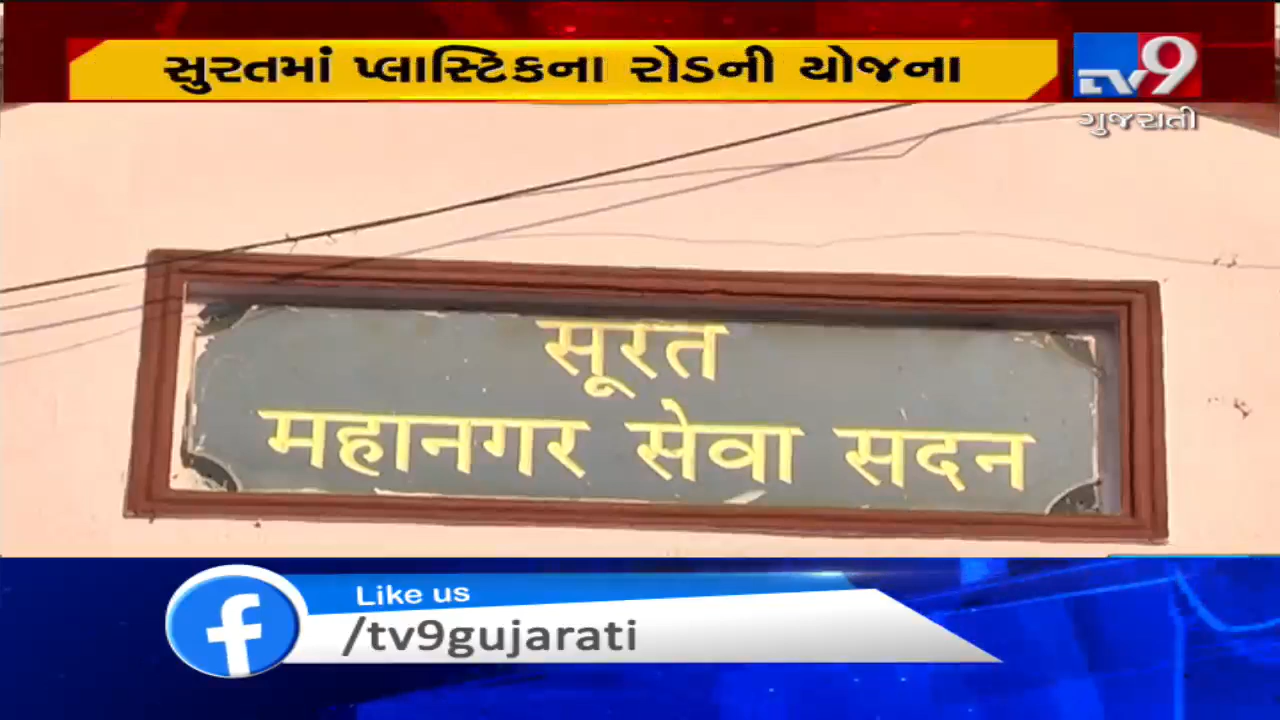 સુરતમાં પ્લાસ્ટિકના રોડની યોજના
TV9
ગુજરાતી
सूरत
महानगर सेवा सदन
Like us
/tv9gujarati